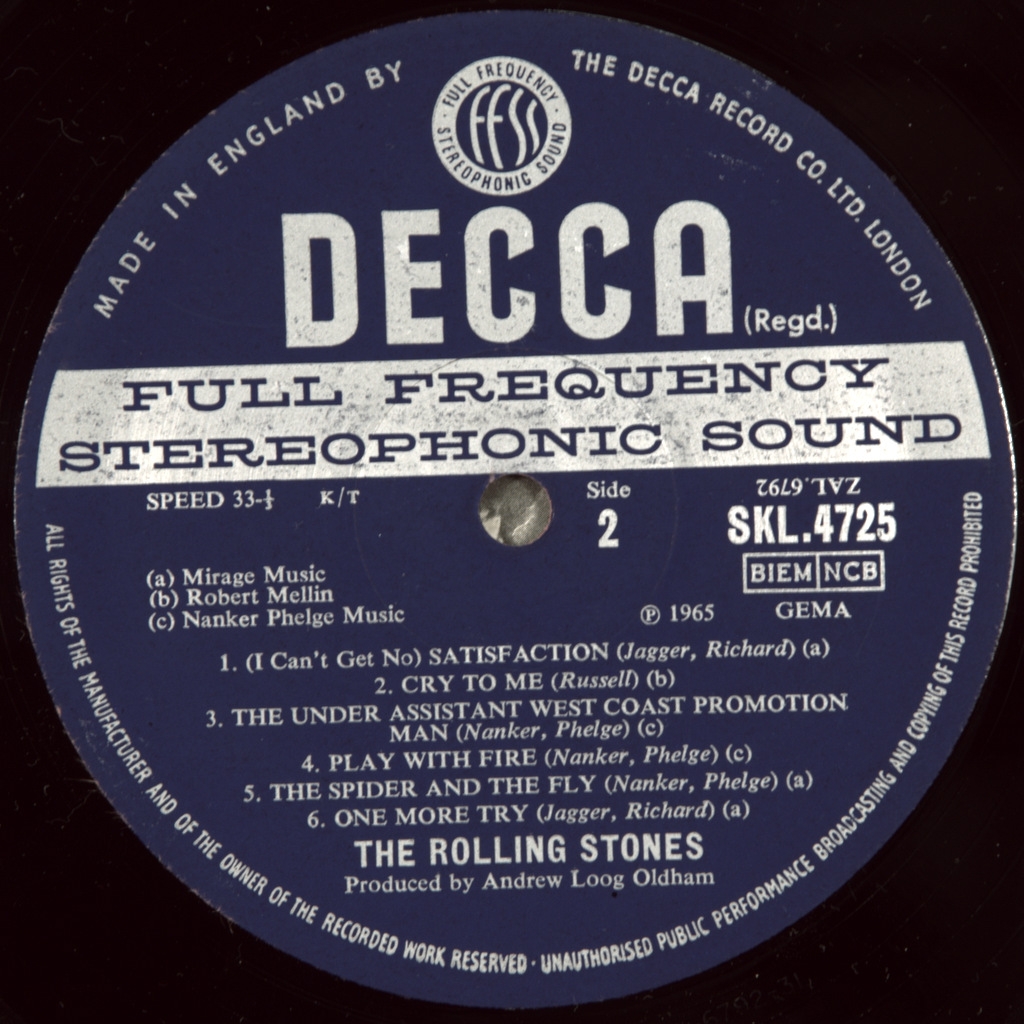 MADE IN ENGLAND BY THE DECCA RECORD CO. LTD. LONDON
FULL FREQUENCY · STEREOPHONIC SOUND ·
FFSS
DECCA (Regd.)
FULL FREQUENCY
STEREOPHONIC SOUND
SPEED 33-⅓ K/T
Side
2
ZAL.6792
SKL.4725
BIEM NCB
GEMA
(a) Mirage Music
(b) Robert Mellin
(c) Nanker Phelge Music
℗ 1965
1. (I Can't Get No) SATISFACTION (Jagger, Richard) (a)
2. CRY TO ME (Russell) (b)
3. THE UNDER ASSISTANT WEST COAST PROMOTION
MAN (Nanker, Phelge) (c)
4. PLAY WITH FIRE (Nanker, Phelge) (c)
5. THE SPIDER AND THE FLY (Nanker, Phelge) (a)
6. ONE MORE TRY (Jagger, Richard) (a)
THE ROLLING STONES
Produced by Andrew Loog Oldham
ALL RIGHTS OF THE MANUFACTURER AND OF THE OWNER OF THE RECORDED WORK RESERVED · UNAUTHORISED PUBLIC PERFORMANCE BROADCASTING AND COPYING OF THIS RECORD PROHIBITED